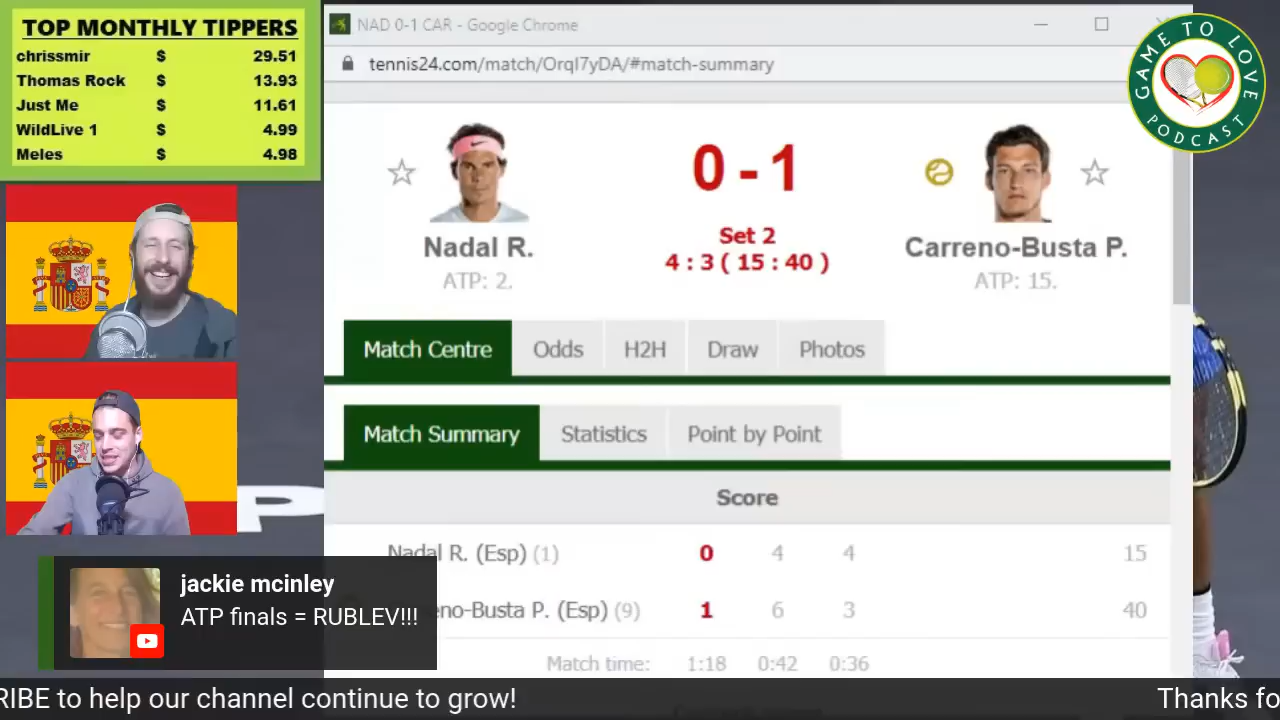 TOP MONTHLY TIPPERS
chrissmir $ 29.51
Thomas Rock $ 13.93
Just Me $ 11.61
WildLive 1 $ 4.99
Meles $ 4.98
NAD 0-1 CAR - Google Chrome
tennis24.com/match/OrqI7yDA/#match-summary
GAME TO LOVE
PODCAST
0 - 1
Set 2
4 : 3 ( 15 : 40 )
Nadal R.
ATP: 2.
Carreno-Busta P.
ATP: 15.
Match Centre Odds H2H Draw Photos
Match Summary Statistics Point by Point
Score
Nadal R. (Esp) (1) 0 4 4 15
eno-Busta P. (Esp) (9) 1 6 3 40
Match time: 1:18 0:42 0:36
P
jackie mcinley
ATP finals = RUBLEV!!!
RIBE to help our channel continue to grow! Thanks fo